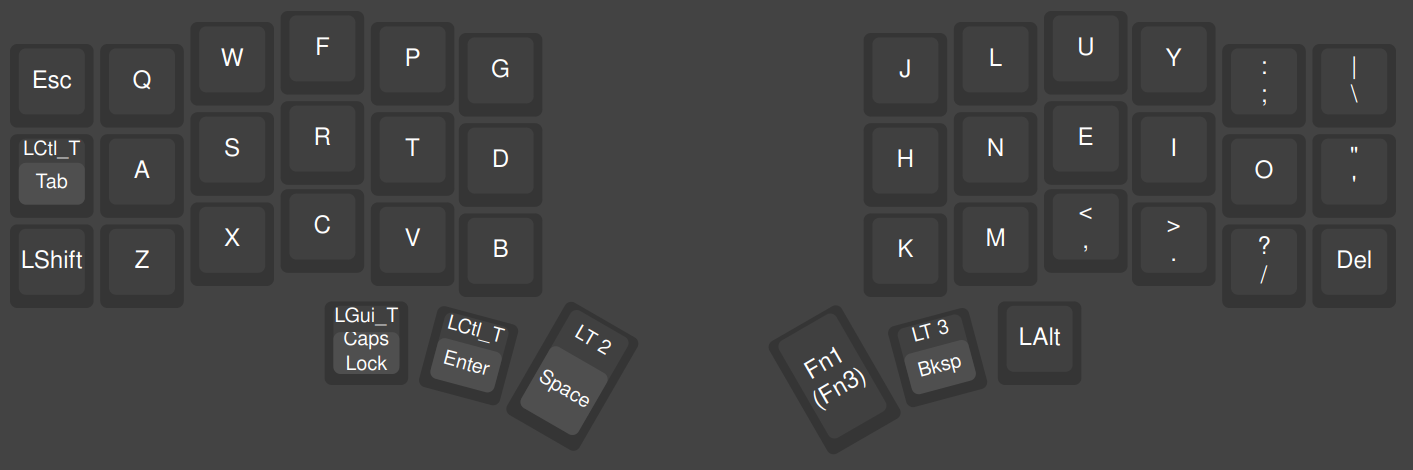 Esc Q W F P G J L U Y : |
; \
LCtl_T A S R T D H N E I O "
Tab '
LShift Z X C V B K M < > ? Del
, . /
LGui_T LCtl_T LT 2 Fn1 LT 3 LAlt
Caps Enter Space (Fn3) Bksp
Lock